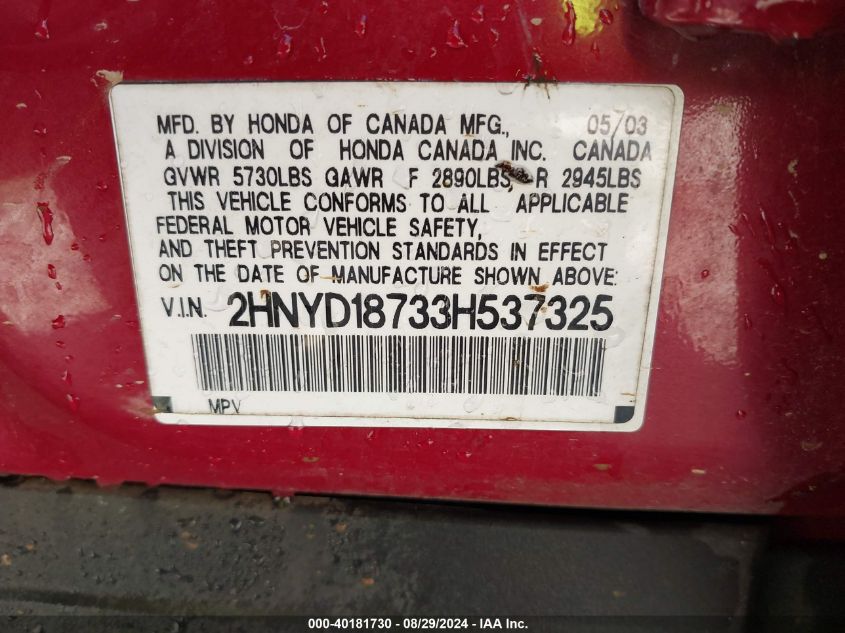 MFD. BY HONDA OF CANADA MFG., 05/03
A DIVISION OF HONDA CANADA INC. CANADA
GVWR 5730LBS GAWR F 2890LBS, R 2945LBS
THIS VEHICLE CONFORMS TO ALL APPLICABLE
FEDERAL MOTOR VEHICLE SAFETY,
AND THEFT PREVENTION STANDARDS IN EFFECT
ON THE DATE OF MANUFACTURE SHOWN ABOVE:
V.I.N. 2HNYD18733H537325
MPV
000-40181730 - 08/29/2024 - IAA Inc.